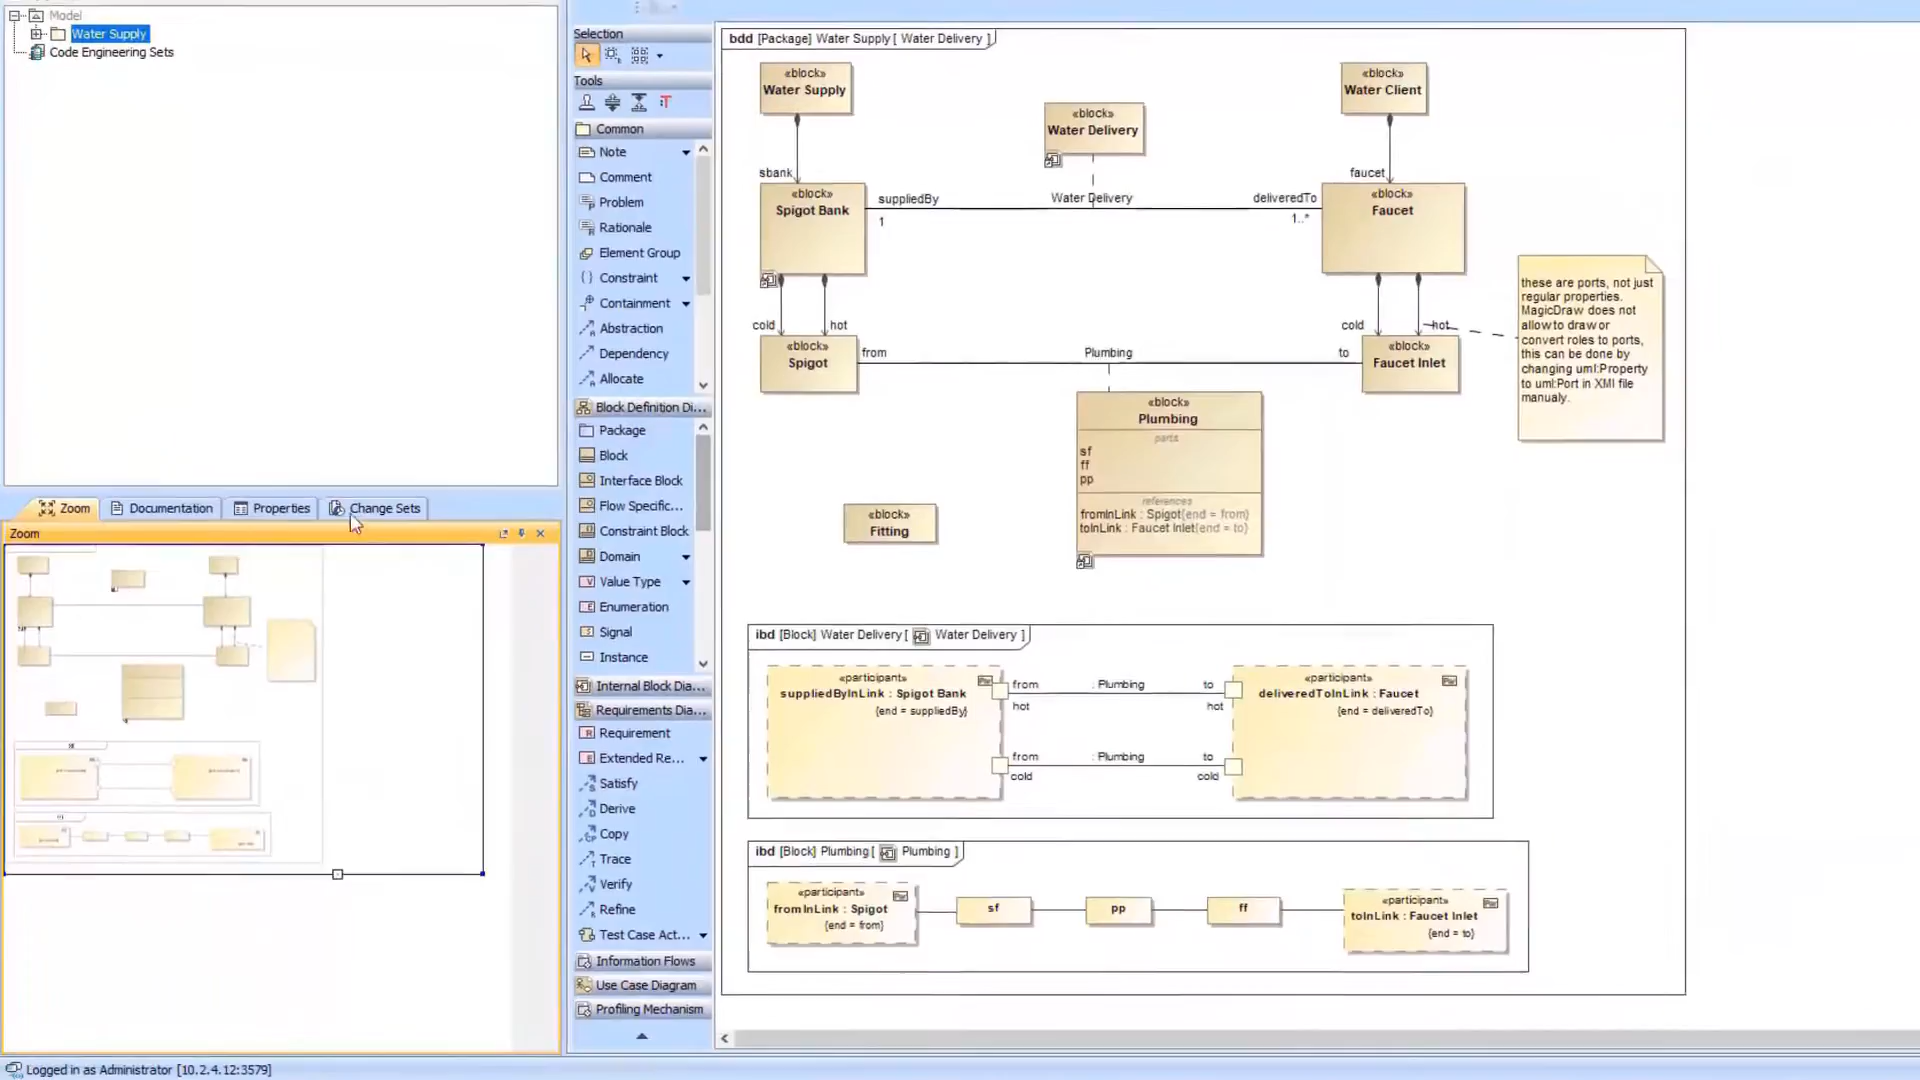 Model
Water Supply
Code Engineering Sets
Zoom
Documentation
Properties
Change Sets
Zoom
Logged in as Administrator [10.2.4.12:3579]
Selection
Tools
Common
Note
Comment
Problem
Rationale
Element Group
Constraint
Containment
Abstraction
Dependency
Allocate
Block Definition Di...
Package
Block
Interface Block
Flow Specific...
Constraint Block
Domain
Value Type
Enumeration
Signal
Instance
Internal Block Dia...
Requirements Dia...
Requirement
Extended Re...
Satisfy
Derive
Copy
Trace
Verify
Refine
Test Case Act...
Information Flows
Use Case Diagram
Profiling Mechanism
bdd [Package] Water Supply [ Water Delivery ]
«block»
Water Supply
«block»
Water Delivery
«block»
Water Client
sbank
faucet
«block»
Spigot Bank
suppliedBy
1
Water Delivery
deliveredTo
1..*
«block»
Faucet
cold
hot
cold
hot
«block»
Spigot
from
Plumbing
to
«block»
Faucet Inlet
these are ports, not just
regular properties.
MagicDraw does not
allow to draw or
convert roles to ports,
this can be done by
changing uml:Property
to uml:Port in XMI file
manualy.
«block»
Plumbing
parts
sf
ff
pp
references
fromInLink : Spigot{end = from}
toInLink : Faucet Inlet{end = to}
«block»
Fitting
ibd [Block] Water Delivery [ Water Delivery ]
«participant»
suppliedByInLink : Spigot Bank
{end = suppliedBy}
from : Plumbing to
hot hot
from : Plumbing to
cold cold
«participant»
deliveredToInLink : Faucet
{end = deliveredTo}
ibd [Block] Plumbing [ Plumbing ]
«participant»
fromInLink : Spigot
{end = from}
sf
pp
ff
«participant»
toInLink : Faucet Inlet
{end = to}